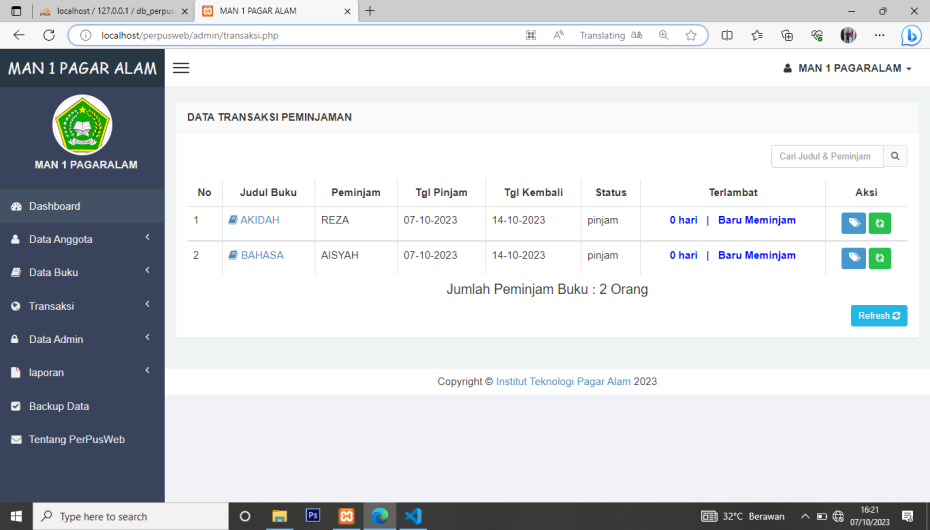 localhost / 127.0.0.1 / db_perpus
MAN 1 PAGAR ALAM
localhost/perpusweb/admin/transaksi.php
Translating
MAN 1 PAGAR ALAM
MAN 1 PAGARALAM
MAN 1 PAGARALAM
Dashboard
Data Anggota
Data Buku
Transaksi
Data Admin
laporan
Backup Data
Tentang PerPusWeb
DATA TRANSAKSI PEMINJAMAN
Cari Judul & Peminjam
No Judul Buku Peminjam Tgl Pinjam Tgl Kembali Status Terlambat Aksi
1 AKIDAH REZA 07-10-2023 14-10-2023 pinjam 0 hari | Baru Meminjam
2 BAHASA AISYAH 07-10-2023 14-10-2023 pinjam 0 hari | Baru Meminjam
Jumlah Peminjam Buku : 2 Orang
Refresh
Copyright © Institut Teknologi Pagar Alam 2023
Type here to search
Ps
32°C Berawan
16:21
07/10/2023